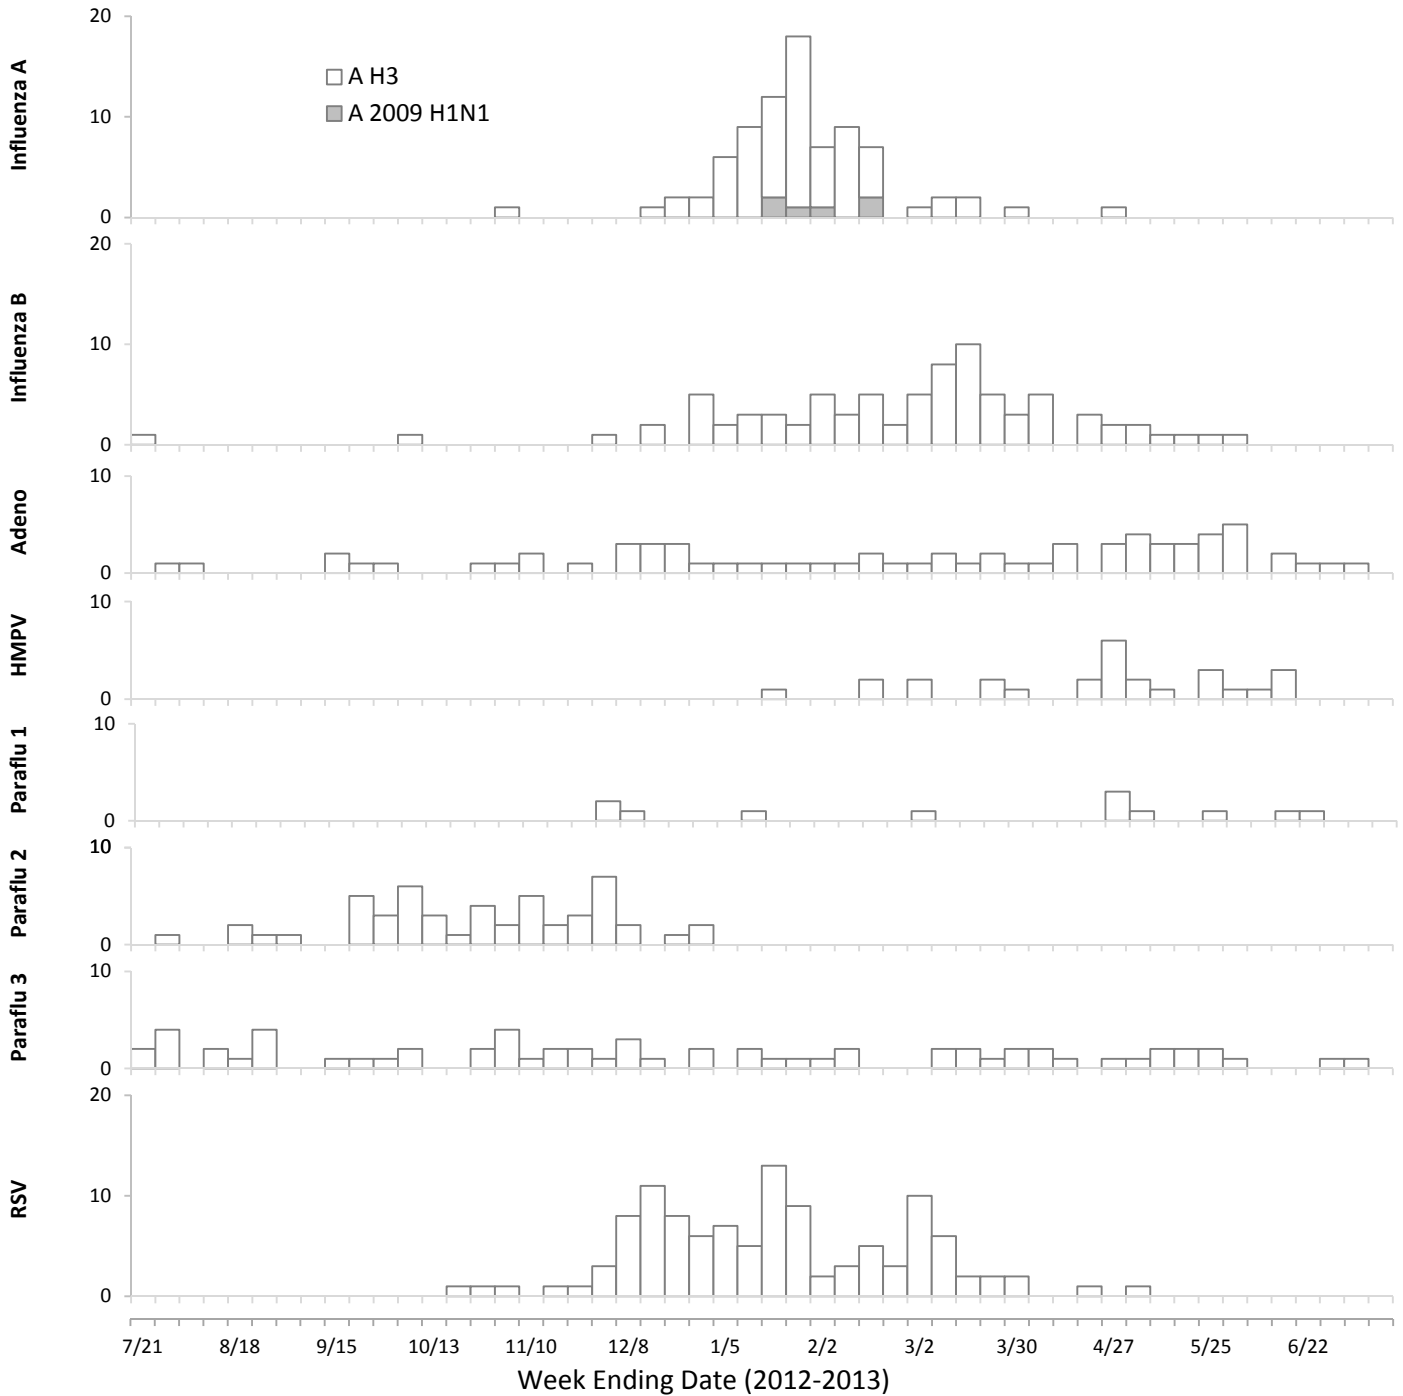 Influenza A
20
10
0
A H3
A 2009 H1N1
Influenza B
20
10
0
Adeno
10
0
HMPV
10
0
Paraflu 1
10
0
Paraflu 2
10
0
Paraflu 3
10
0
RSV
20
10
0
7/21 8/18 9/15 10/13 11/10 12/8 1/5 2/2 3/2 3/30 4/27 5/25 6/22
Week Ending Date (2012-2013)